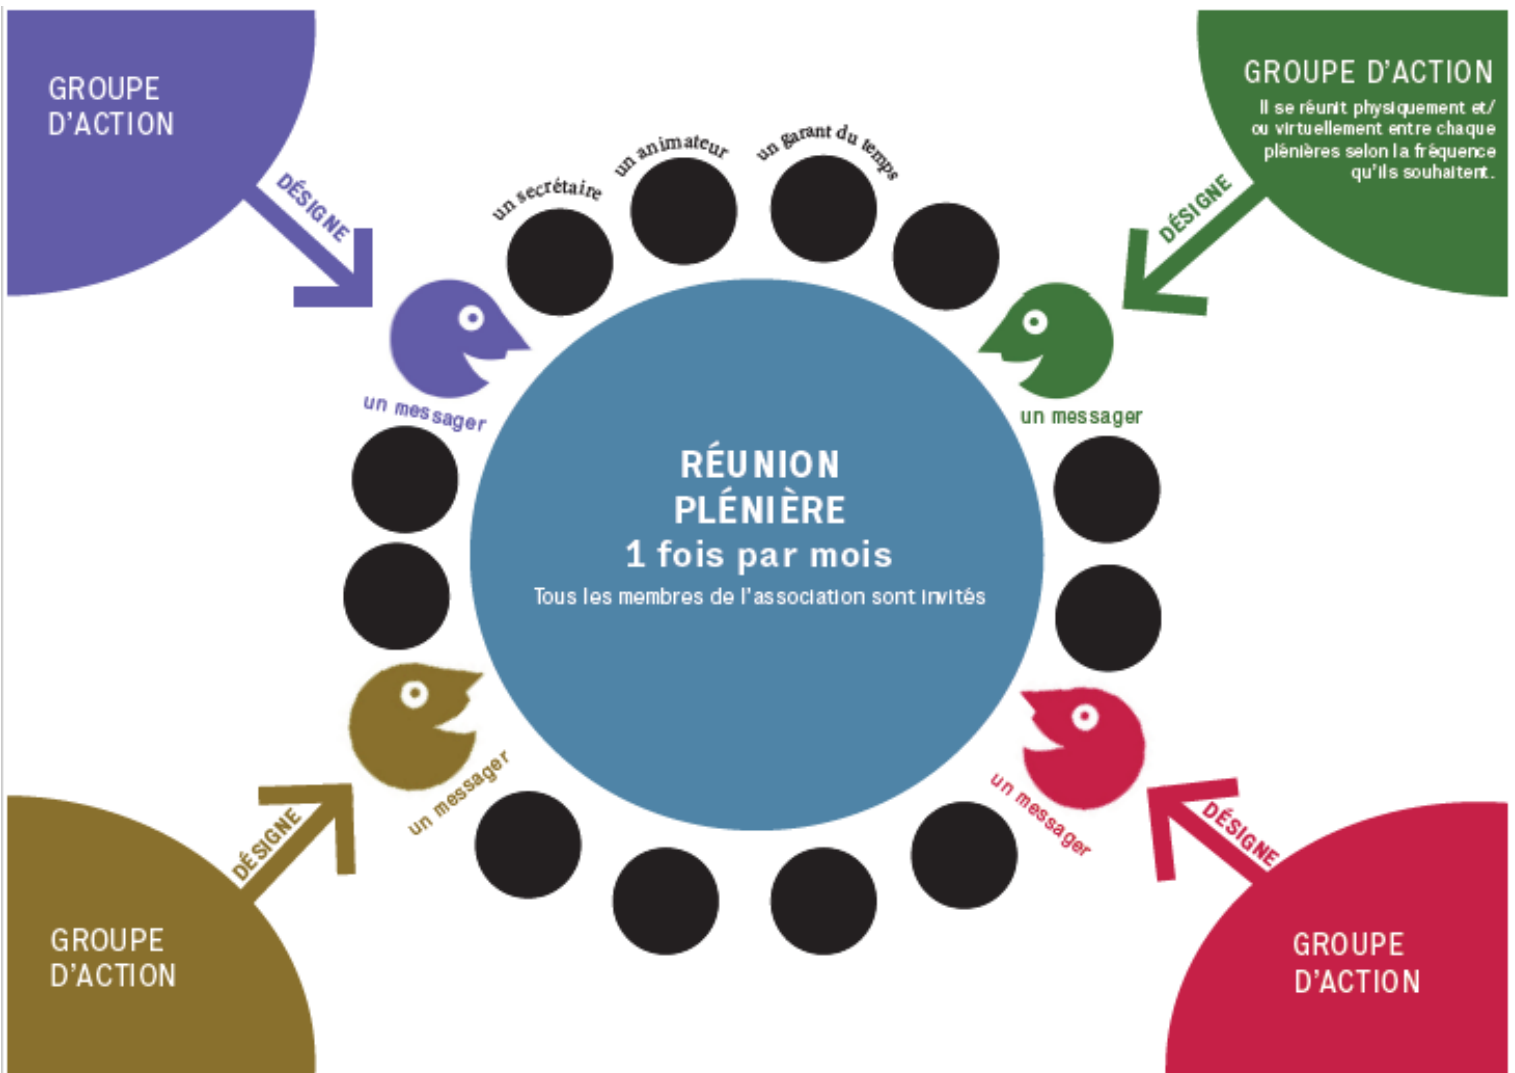 GROUPE
D'ACTION
GROUPE D'ACTION
Il se réunit physiquement et/
ou virtuellement entre chaque
plénières selon la fréquence
qu'ils souhaitent.
DÉSIGNE
DÉSIGNE
un secrétaire
un animateur
un garant du temps
un messager
un messager
RÉUNION
PLÉNIÈRE
1 fois par mois
Tous les membres de l'association sont invités
un messager
un messager
DÉSIGNE
DÉSIGNE
GROUPE
D'ACTION
GROUPE
D'ACTION